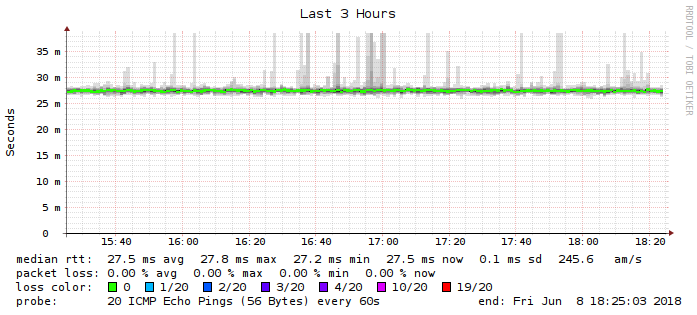 Last 3 Hours
RRDTOOL / TOBI OETIKER
Seconds
35 m
30 m
25 m
20 m
15 m
10 m
5 m
0
15:40 16:00 16:20 16:40 17:00 17:20 17:40 18:00 18:20
median rtt: 27.5 ms avg 27.8 ms max 27.2 ms min 27.5 ms now 0.1 ms sd 245.6 am/s
packet loss: 0.00 % avg 0.00 % max 0.00 % min 0.00 % now
loss color: 0 1/20 2/20 3/20 4/20 10/20 19/20
probe: 20 ICMP Echo Pings (56 Bytes) every 60s end: Fri Jun 8 18:25:03 2018